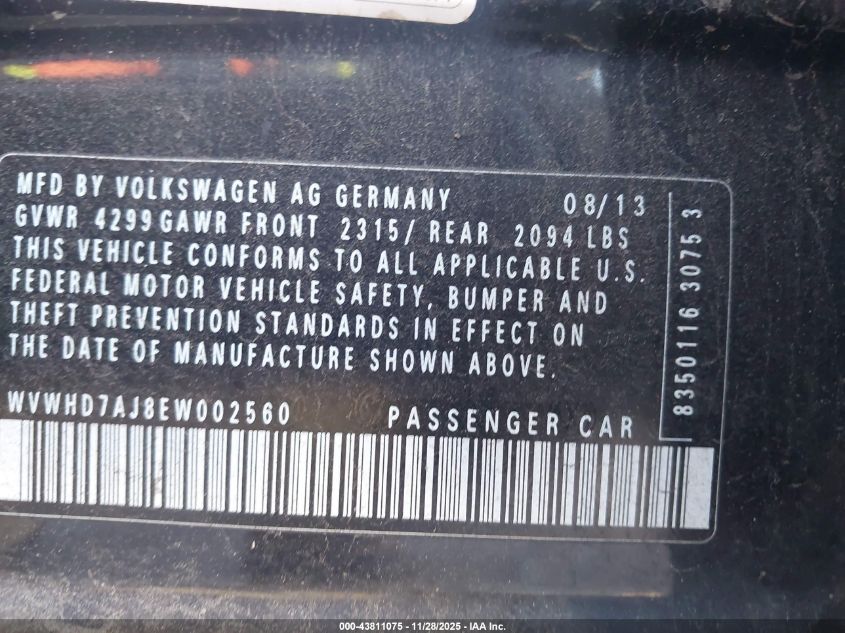 MFD BY VOLKSWAGEN AG GERMANY 08/13
GVWR 4299 GAWR FRONT 2315/ REAR 2094 LBS
THIS VEHICLE CONFORMS TO ALL APPLICABLE U.S.
FEDERAL MOTOR VEHICLE SAFETY, BUMPER AND
THEFT PREVENTION STANDARDS IN EFFECT ON
THE DATE OF MANUFACTURE SHOWN ABOVE.
WVWHD7AJ8EW002560 PASSENGER CAR
8350116 3075 3
000-43811075 - 11/28/2025 - IAA Inc.